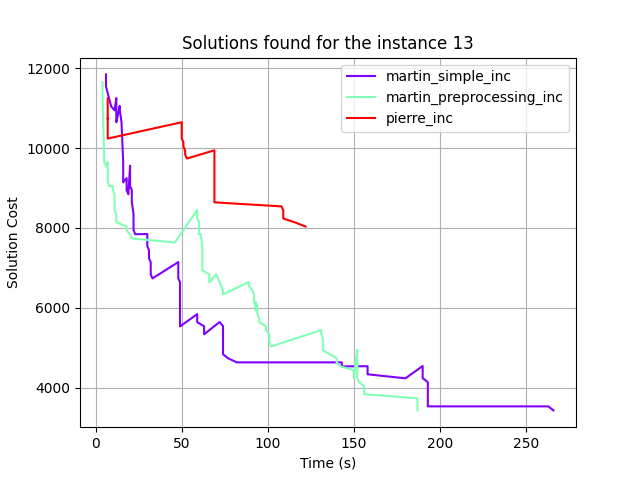 Solutions found for the instance 13
martin_simple_inc
martin_preprocessing_inc
pierre_inc
Solution Cost
12000
10000
8000
6000
4000
0 50 100 150 200 250
Time (s)